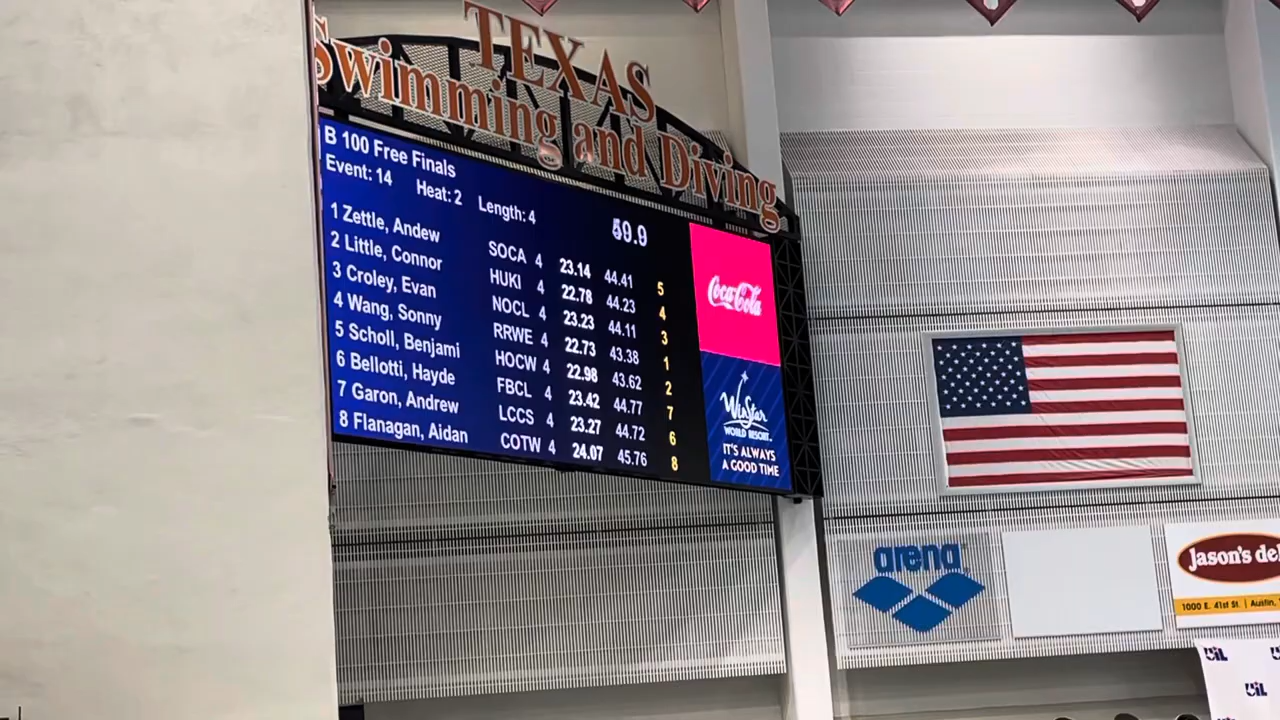 TEXAS
Swimming and Diving
B 100 Free Finals
Event: 14 Heat: 2 Length: 4
1 Zettle, Andew SOCA 4 23.14 44.41 5
2 Little, Connor HUKI 4 22.78 44.23 4
3 Croley, Evan NOCL 4 23.23 44.11 3
4 Wang, Sonny RRWE 4 22.73 43.38 1
5 Scholl, Benjami HOCW 4 22.98 43.62 2
6 Bellotti, Hayde FBCL 4 23.42 44.77 7
7 Garon, Andrew LCCS 4 23.27 44.72 6
8 Flanagan, Aidan COTW 4 24.07 45.76 8
Coca-Cola
WinStar
WORLD RESORT
IT'S ALWAYS
A GOOD TIME
arena
Jason's del
1000 E. 41st St. | Austin,
UIL
UIL